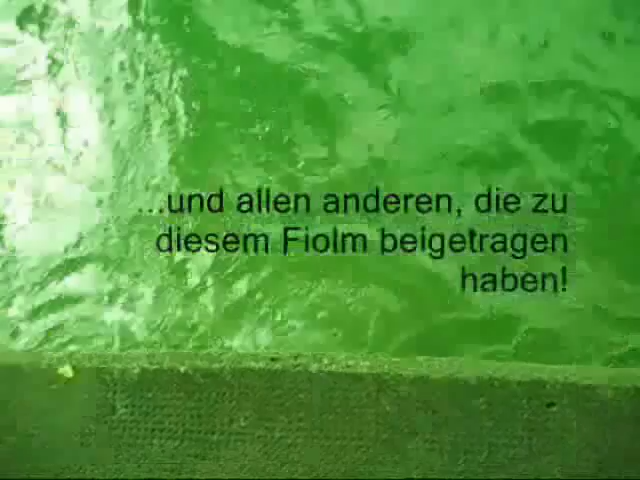 ...und allen anderen, die zu
diesem Fiolm beigetragen
haben!